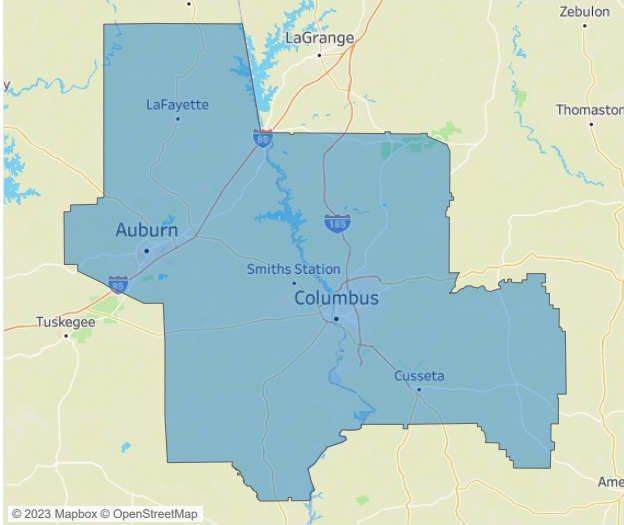 Zebulon
LaGrange
LaFayette
Thomaston
85
185
Auburn
Smiths Station
85
Columbus
Tuskegee
Cusseta
Ame
y
© 2023 Mapbox © OpenStreetMap